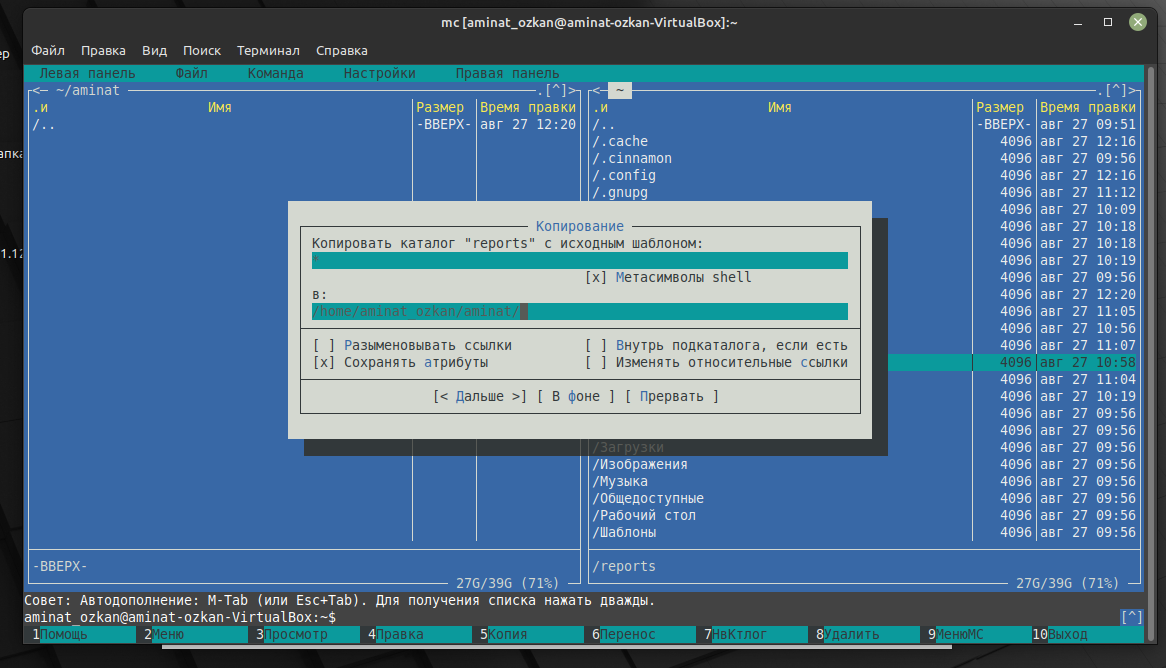 mc [aminat_ozkan@aminat-ozkan-VirtualBox]:~
Файл Правка Вид Поиск Терминал Справка
Левая панель Файл Команда Настройки Правая панель
<— ~/aminat .[^]> <— ~ .[^]>
.и Имя Размер Время правки .и Имя Размер Время правки
/.. -ВВЕРХ- авг 27 12:20 /.. -ВВЕРХ- авг 27 09:51
/.cache 4096 авг 27 12:16
/.cinnamon 4096 авг 27 09:56
/.config 4096 авг 27 12:16
/.gnupg 4096 авг 27 11:12
4096 авг 27 10:09
4096 авг 27 10:18
4096 авг 27 10:18
4096 авг 27 10:19
4096 авг 27 09:56
4096 авг 27 12:20
4096 авг 27 11:05
4096 авг 27 10:56
4096 авг 27 11:07
4096 авг 27 10:58
4096 авг 27 11:04
4096 авг 27 10:19
4096 авг 27 09:56
4096 авг 27 09:56
/Загрузки 4096 авг 27 09:56
/Изображения 4096 авг 27 09:56
/Музыка 4096 авг 27 09:56
/Общедоступные 4096 авг 27 09:56
/Рабочий стол 4096 авг 27 09:56
/Шаблоны 4096 авг 27 09:56
Копирование
Копировать каталог "reports" с исходным шаблоном:
*
[x] Метасимволы shell
в:
/home/aminat_ozkan/aminat/
[ ] Разыменовывать ссылки [ ] Внутрь подкаталога, если есть
[x] Сохранять атрибуты [ ] Изменять относительные ссылки
[< Дальше >] [ В фоне ] [ Прервать ]
-ВВЕРХ- /reports
27G/39G (71%) 27G/39G (71%)
Совет: Автодополнение: M-Tab (или Esc+Tab). Для получения списка нажать дважды.
aminat_ozkan@aminat-ozkan-VirtualBox:~$ [^]
1Помощь 2Меню 3Просмотр 4Правка 5Копия 6Перенос 7НвКтлог 8Удалить 9МенюMC 10Выход
ер
апка
1.12